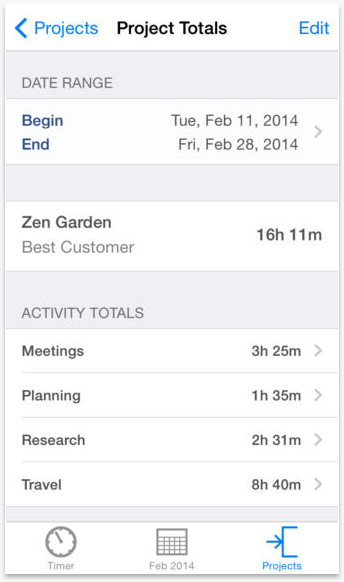 Projects Project Totals Edit
DATE RANGE
Begin Tue, Feb 11, 2014
End Fri, Feb 28, 2014
Zen Garden
16h 11m
Best Customer
ACTIVITY TOTALS
Meetings 3h 25m
Planning 1h 35m
Research 2h 31m
Travel 8h 40m
Timer Feb 2014 Projects